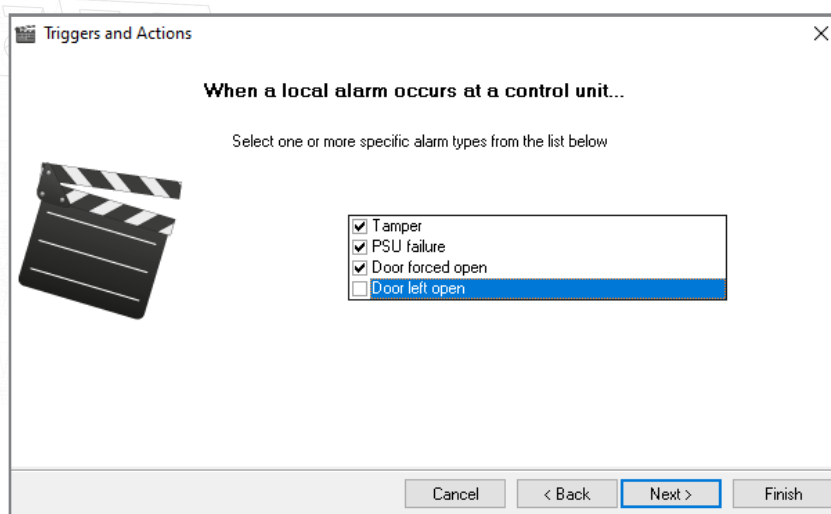 Triggers and Actions
When a local alarm occurs at a control unit...
Select one or more specific alarm types from the list below
Tamper
PSU failure
Door forced open
Door left open
Cancel
< Back
Next >
Finish